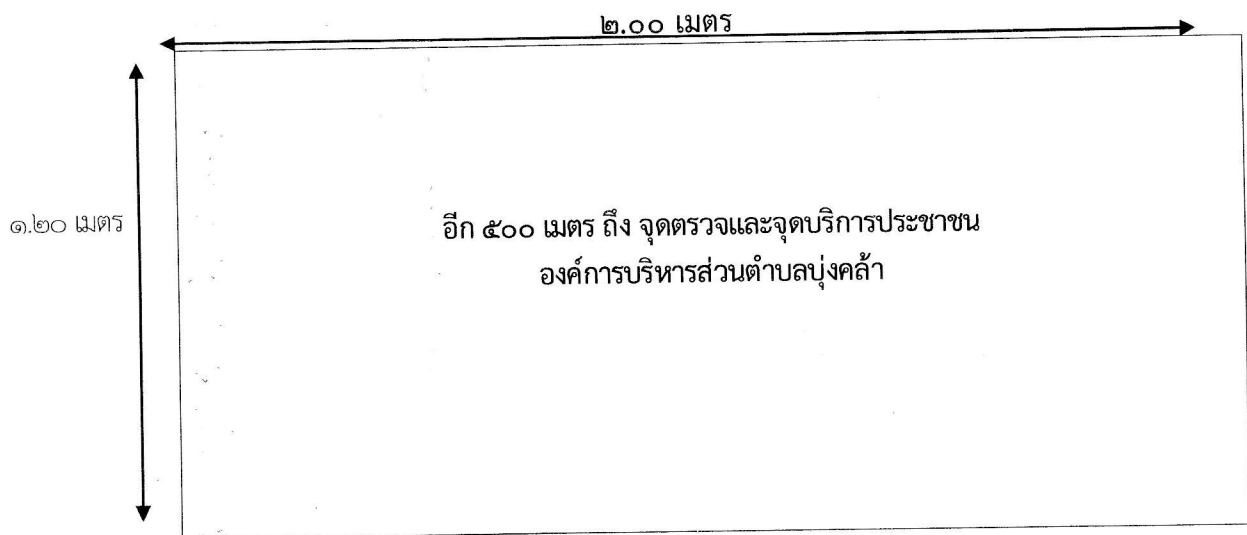 ๒.๐๐ เมตร
๑.๒๐ เมตร
อีก ๕๐๐ เมตร ถึง จุดตรวจและจุดบริการประชาชน
องค์การบริหารส่วนตำบลบุ่งคล้า